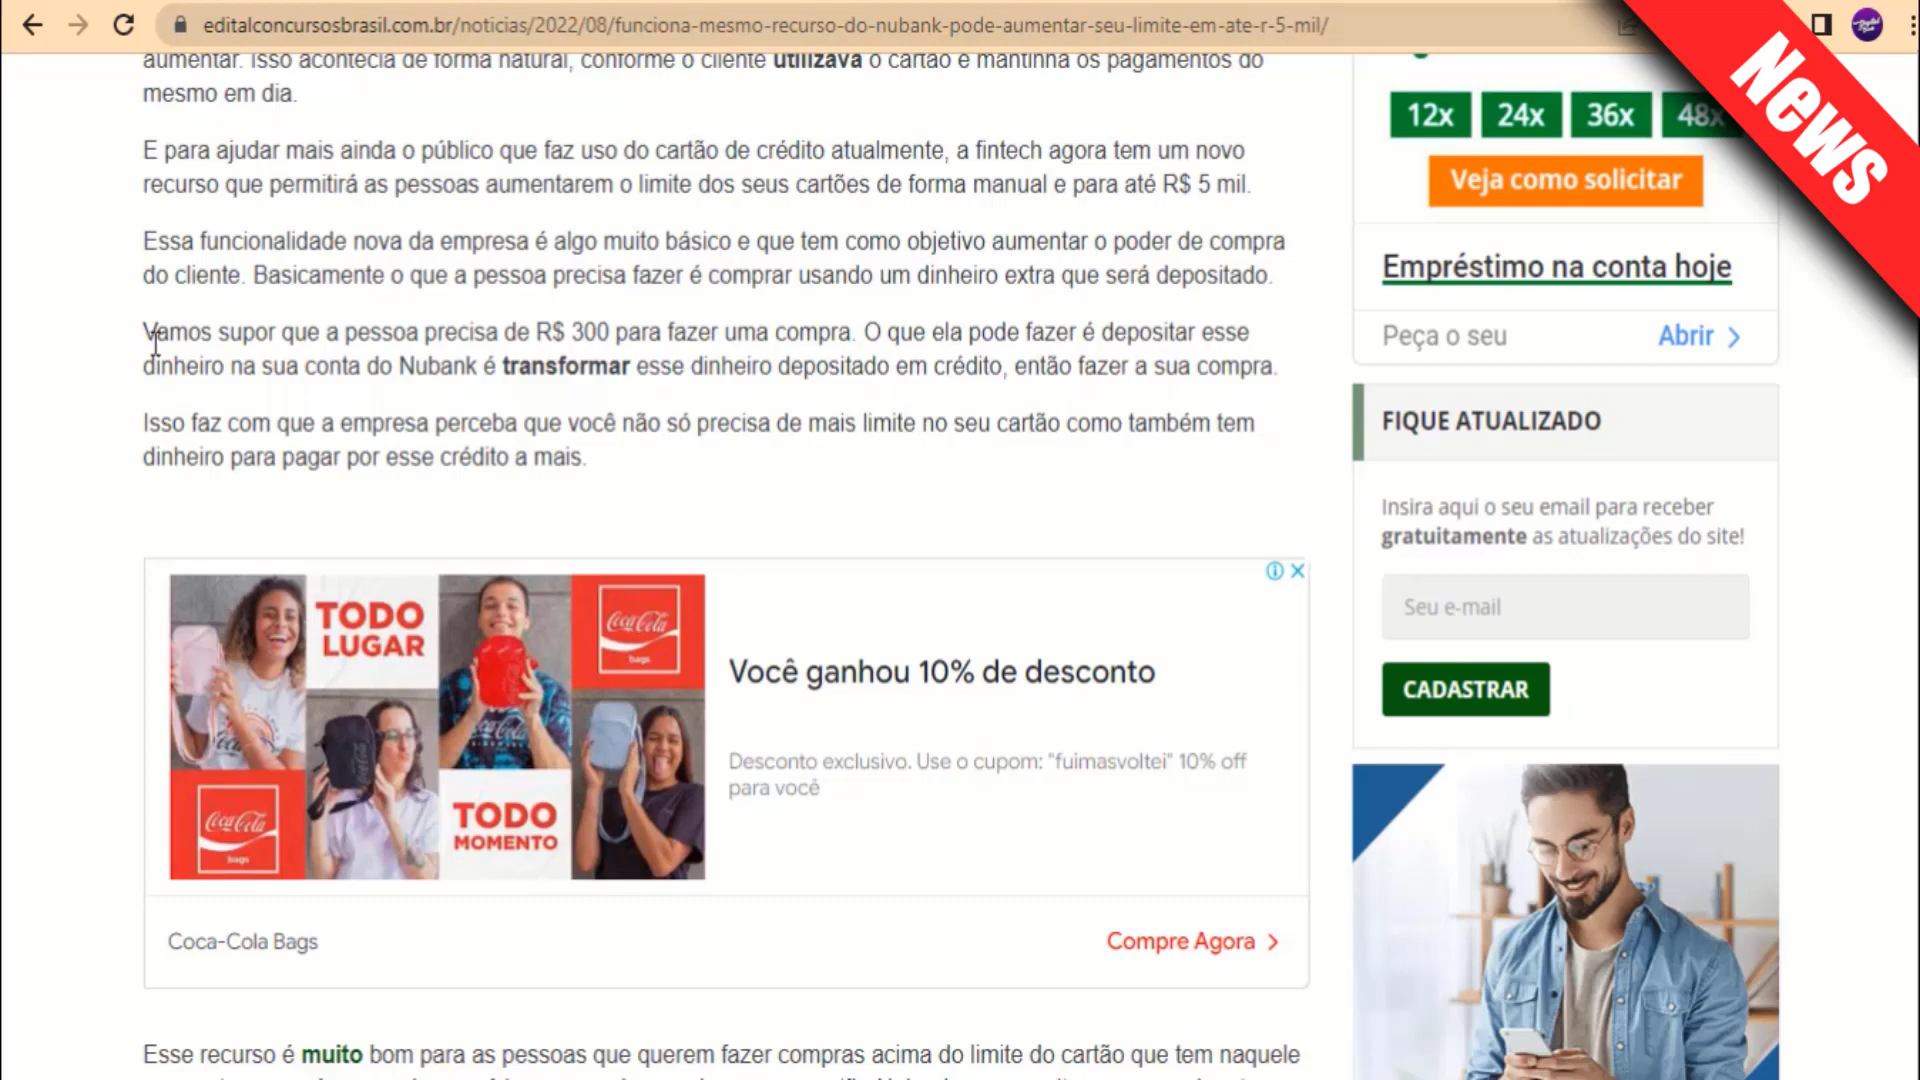 editalconcursosbrasil.com.br/noticias/2022/08/funciona-mesmo-recurso-do-nubank-pode-aumentar-seu-limite-em-ate-r-5-mil/
News
aumentar. Isso acontecia de forma natural, conforme o cliente utilizava o cartão e mantinha os pagamentos do
mesmo em dia.
E para ajudar mais ainda o público que faz uso do cartão de crédito atualmente, a fintech agora tem um novo
recurso que permitirá as pessoas aumentarem o limite dos seus cartões de forma manual e para até R$ 5 mil.
Essa funcionalidade nova da empresa é algo muito básico e que tem como objetivo aumentar o poder de compra
do cliente. Basicamente o que a pessoa precisa fazer é comprar usando um dinheiro extra que será depositado.
Vamos supor que a pessoa precisa de R$ 300 para fazer uma compra. O que ela pode fazer é depositar esse
dinheiro na sua conta do Nubank é transformar esse dinheiro depositado em crédito, então fazer a sua compra.
Isso faz com que a empresa perceba que você não só precisa de mais limite no seu cartão como também tem
dinheiro para pagar por esse crédito a mais.
TODO
LUGAR
Coca-Cola
bags
Coca-Cola
Coca-Cola
bags
TODO
MOMENTO
Você ganhou 10% de desconto
Desconto exclusivo. Use o cupom: "fuimasvoltei" 10% off
para você
Coca-Cola Bags
Compre Agora
Esse recurso é muito bom para as pessoas que querem fazer compras acima do limite do cartão que tem naquele
12x 24x 36x 48x
Veja como solicitar
Empréstimo na conta hoje
Peça o seu
Abrir
FIQUE ATUALIZADO
Insira aqui o seu email para receber
gratuitamente as atualizações do site!
Seu e-mail
CADASTRAR